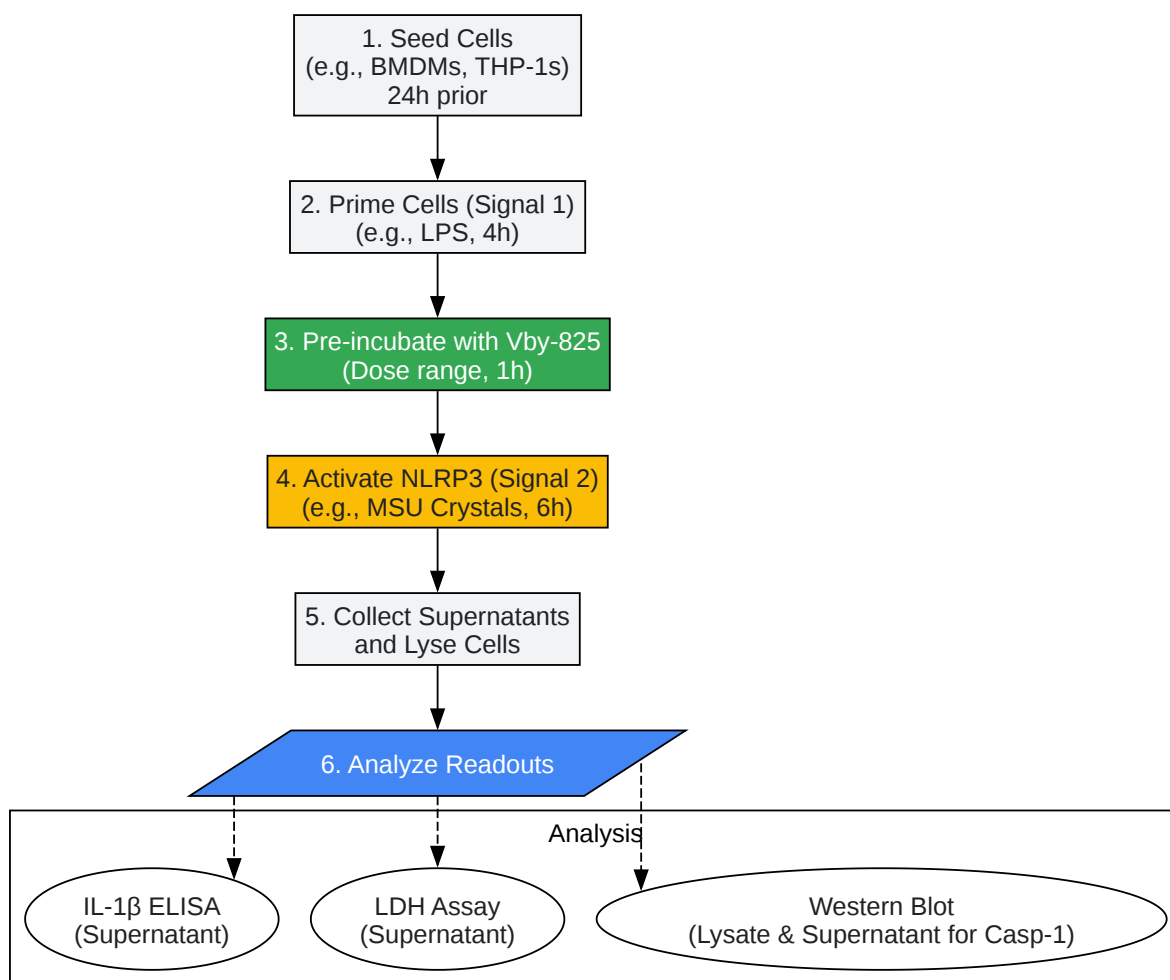 1. Seed Cells
(e.g., BMDMs, THP-1s)
24h prior
2. Prime Cells (Signal 1)
(e.g., LPS, 4h)
3. Pre-incubate with Vby-825
(Dose range, 1h)
4. Activate NLRP3 (Signal 2)
(e.g., MSU Crystals, 6h)
5. Collect Supernatants
and Lyse Cells
6. Analyze Readouts
Analysis
IL-1β ELISA
(Supernatant)
LDH Assay
(Supernatant)
Western Blot
(Lysate & Supernatant for Casp-1)